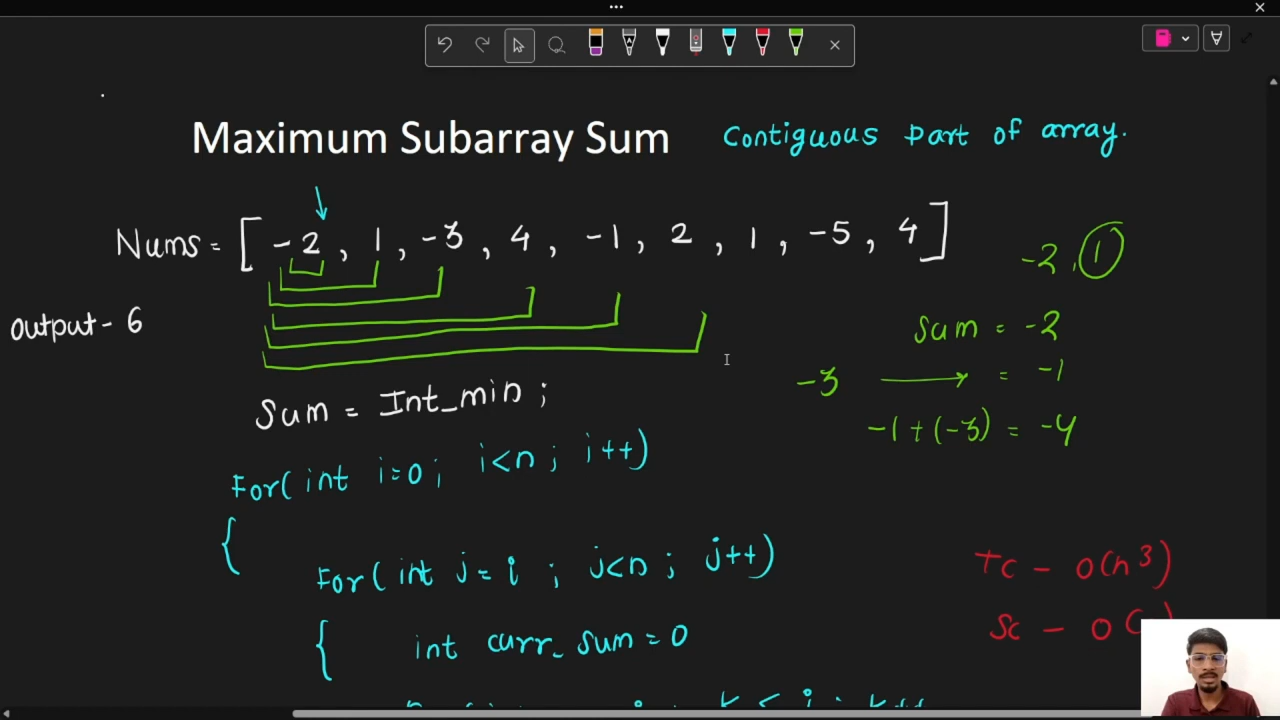 Maximum Subarray Sum Contiguous Part of array.
Nums = [ -2 , 1 , -3 , 4 , -1 , 2 , 1 , -5 , 4 ]
-2 , 1
output - 6
Sum = -2
-3 → = -1
-1 + (-3) = -4
Sum = Int_min ;
For( int i=0 ; i<n ; i++)
{
For( int j=i ; j<n ; j++)
{ int curr_sum = 0
TC - O(n^3)
SC - O(